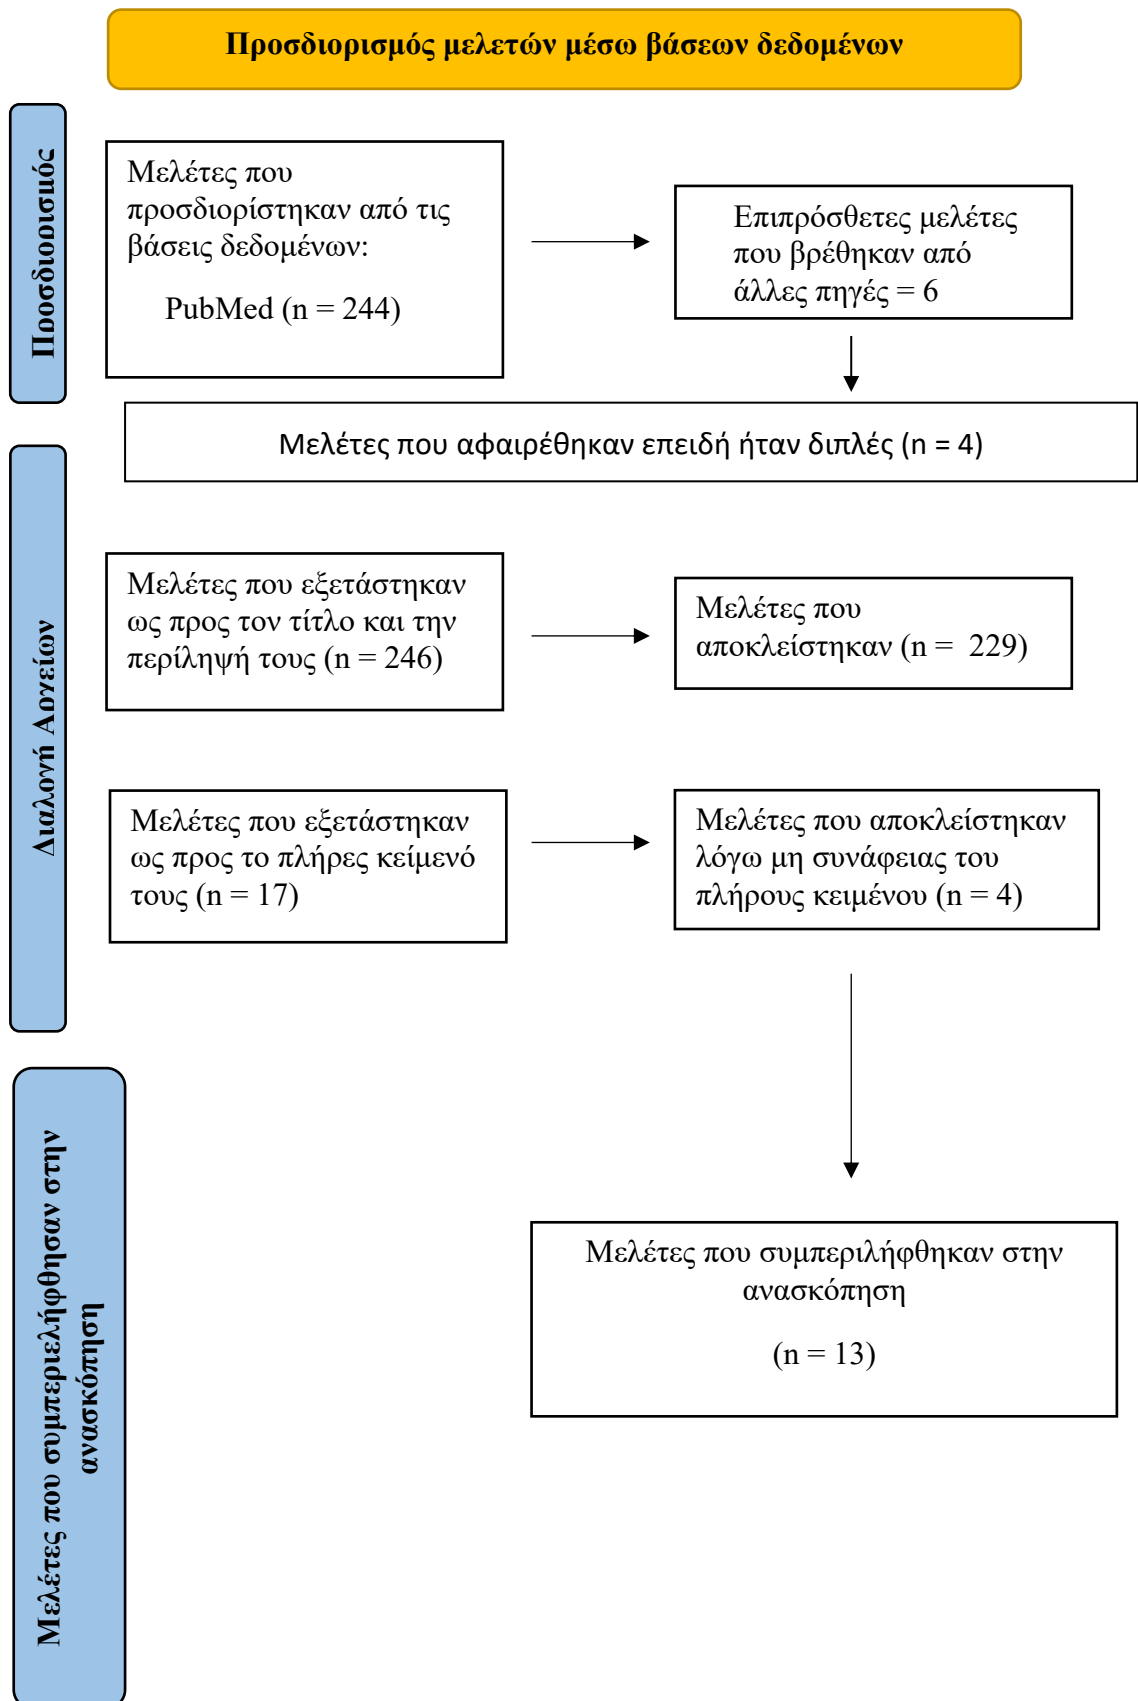 Προσδιορισμός μελετών μέσω βάσεων δεδομένων
Προσδιορισμός
Μελέτες που
προσδιορίστηκαν από τις
βάσεις δεδομένων:
PubMed (n = 244)
Επιπρόσθετες μελέτες
που βρέθηκαν από
άλλες πηγές = 6
Μελέτες που αφαιρέθηκαν επειδή ήταν διπλές (n = 4)
Διαλογή Αρχείων
Μελέτες που εξετάστηκαν
ως προς τον τίτλο και την
περίληψή τους (n = 246)
Μελέτες που
αποκλείστηκαν (n = 229)
Μελέτες που εξετάστηκαν
ως προς το πλήρες κείμενό
τους (n = 17)
Μελέτες που αποκλείστηκαν
λόγω μη συνάφειας του
πλήρους κειμένου (n = 4)
Μελέτες που συμπεριελήφθησαν στην
ανασκόπηση
Μελέτες που συμπεριλήφθηκαν στην
ανασκόπηση
(n = 13)